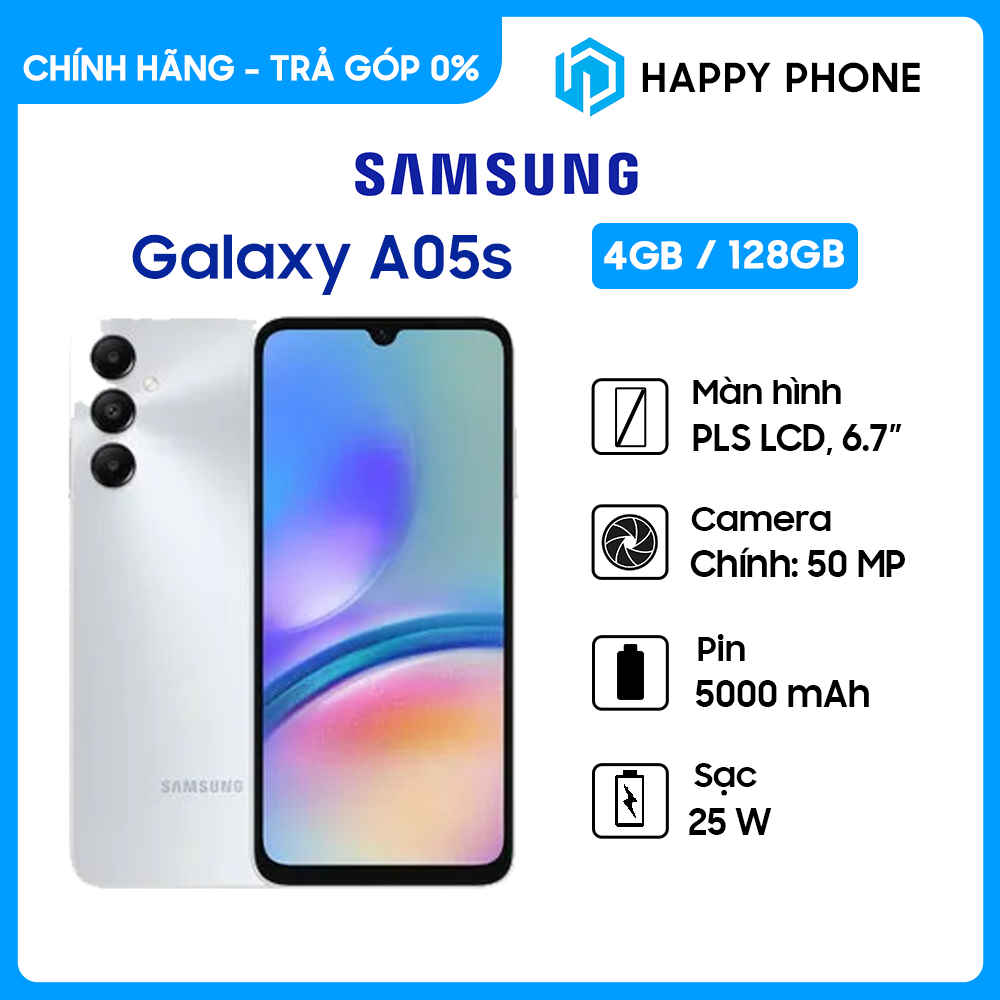 CHÍNH HÃNG - TRẢ GÓP 0%
HAPPY PHONE
SAMSUNG
Galaxy A05s
4GB / 128GB
SAMSUNG
Màn hình
PLS LCD, 6.7”
Camera
Chính: 50 MP
Pin
5000 mAh
Sạc
25 W